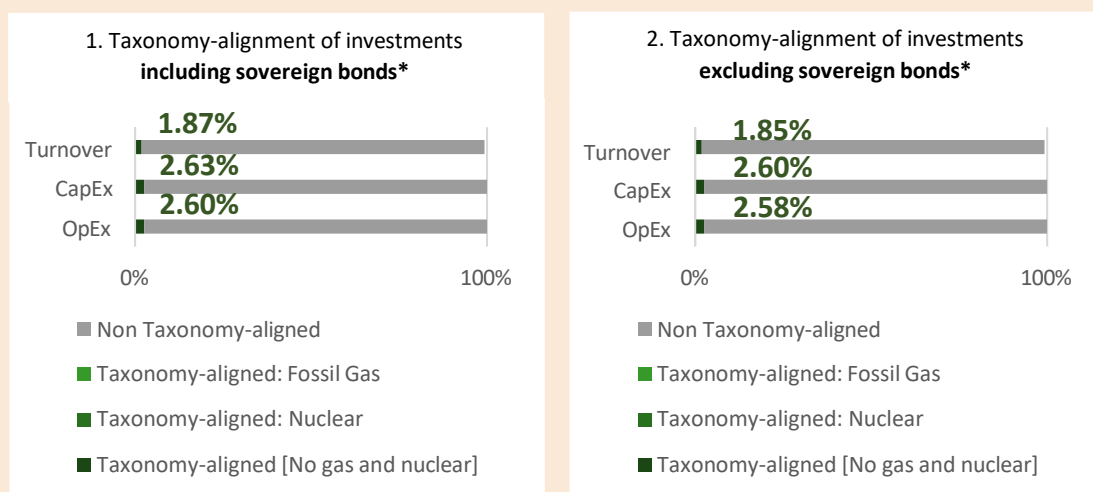 1. Taxonomy-alignment of investments
including sovereign bonds*
1.87%
Turnover
2.63%
CapEx
2.60%
OpEx
0%
100%
Non Taxonomy-aligned
Taxonomy-aligned: Fossil Gas
Taxonomy-aligned: Nuclear
Taxonomy-aligned [No gas and nuclear]
2. Taxonomy-alignment of investments
excluding sovereign bonds*
1.85%
Turnover
2.60%
CapEx
2.58%
OpEx
0%
100%
Non Taxonomy-aligned
Taxonomy-aligned: Fossil Gas
Taxonomy-aligned: Nuclear
Taxonomy-aligned [No gas and nuclear]